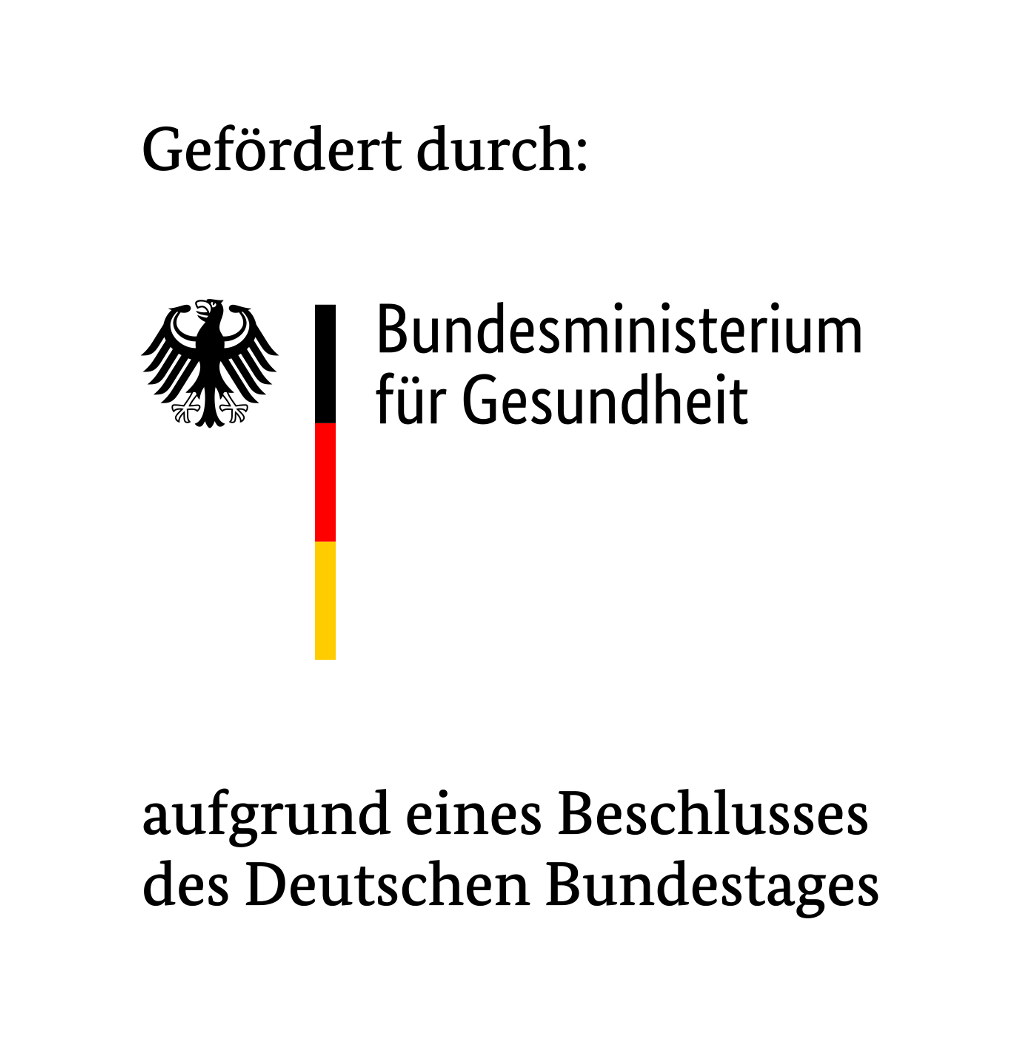 Gefördert durch:
Bundesministerium
für Gesundheit
aufgrund eines Beschlusses
des Deutschen Bundestages